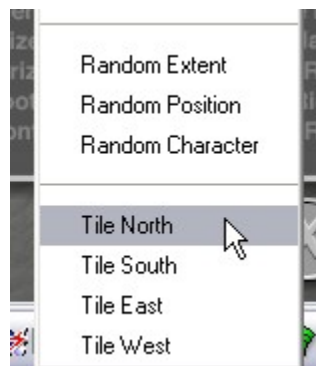 Random Extent
Random Position
Random Character
Tile North
Tile South
Tile East
Tile West